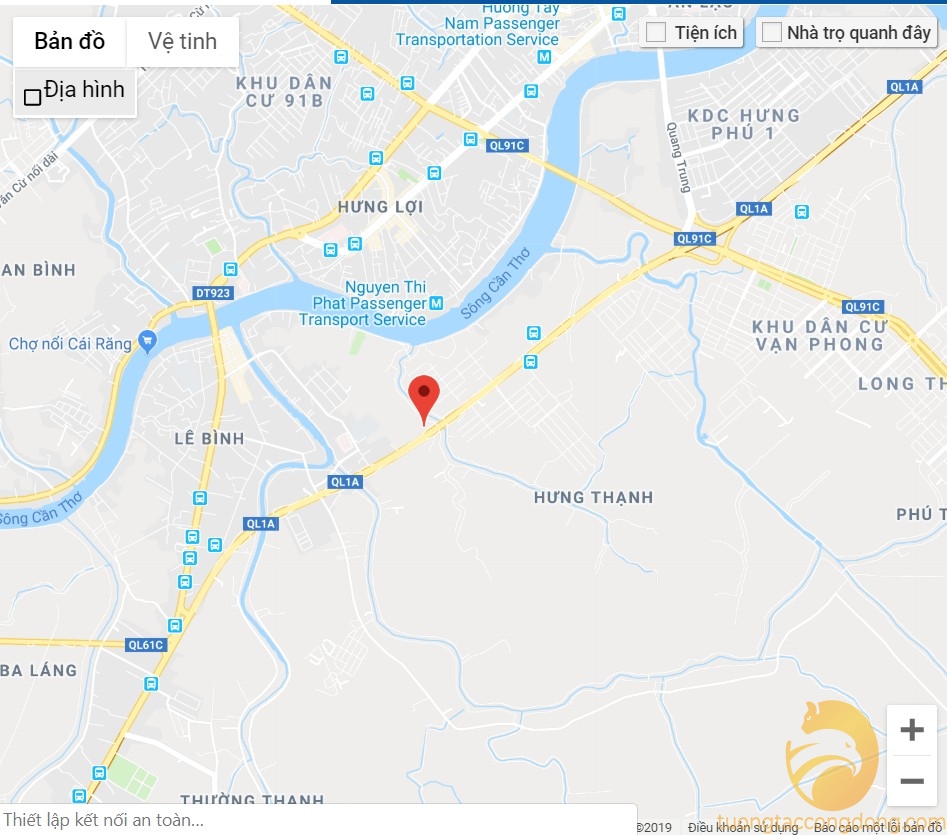 Huong Tay
Nam Passenger
Transportation Service
Bản đồ
Vệ tinh
Tiện ích
Nhà trọ quanh đây
Địa hình
KHU DÂN
CƯ 91B
QL1A
KDC HƯNG
PHÚ 1
QL91C
Quang Trung
HƯNG LỢI
QL1A
QL91C
AN BÌNH
Sông Cần Thơ
DT923
Nguyen Thi
Phat Passenger
Transport Service
QL91C
KHU DÂN CƯ
VẠN PHONG
Chợ nổi Cái Răng
LONG TH
LÊ BÌNH
QL1A
HƯNG THẠNH
Sông Cần Thơ
QL1A
PHÚ T
QL61C
BA LÁNG
THƯỜNG THẠNH
Thiết lập kết nối an toàn...
©2019
Điều khoản sử dụng
Báo cáo một lỗi bản đồ
tuongtaccongdong.com